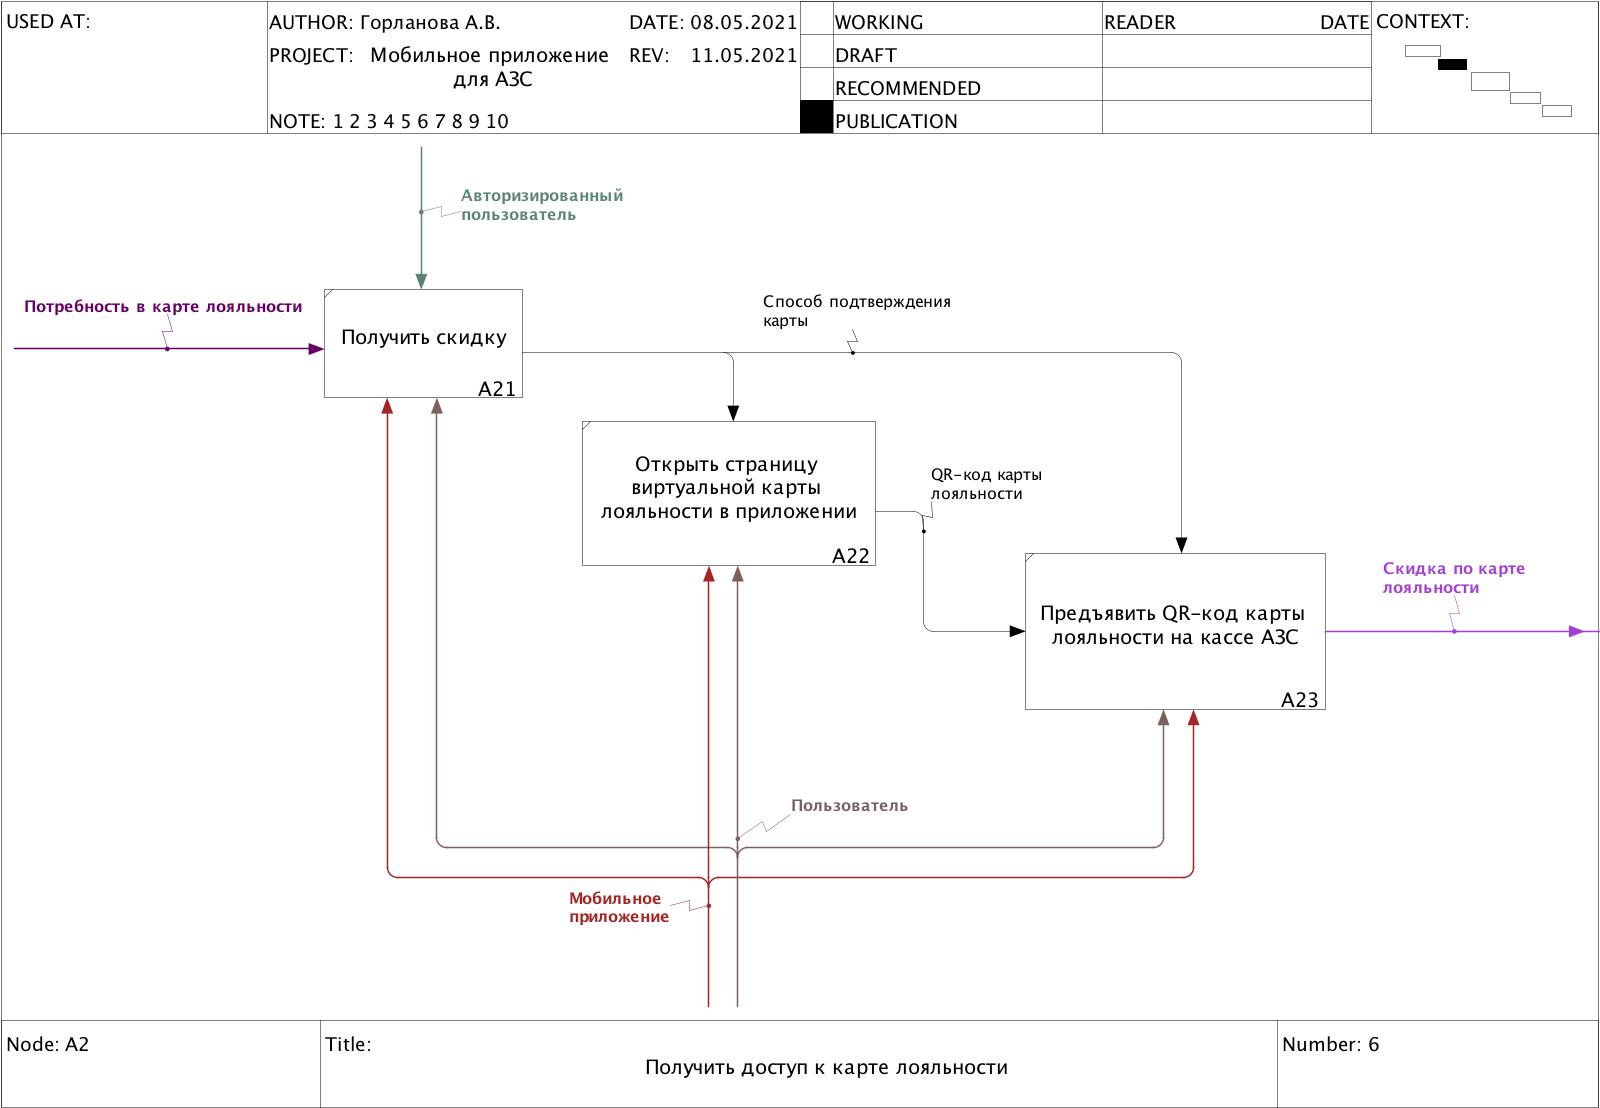 USED AT:
AUTHOR: Горланова А.В.
DATE: 08.05.2021
PROJECT: Мобильное приложение
для АЗС
REV: 11.05.2021
NOTE: 1 2 3 4 5 6 7 8 9 10
WORKING
DRAFT
RECOMMENDED
PUBLICATION
READER
DATE
CONTEXT:
Авторизированный
пользователь
Потребность в карте лояльности
Получить скидку
A21
Способ подтверждения
карты
Открыть страницу
виртуальной карты
лояльности в приложении
A22
QR-код карты
лояльности
Предъявить QR-код карты
лояльности на кассе АЗС
A23
Скидка по карте
лояльности
Пользователь
Мобильное
приложение
Node: A2
Title:
Получить доступ к карте лояльности
Number: 6